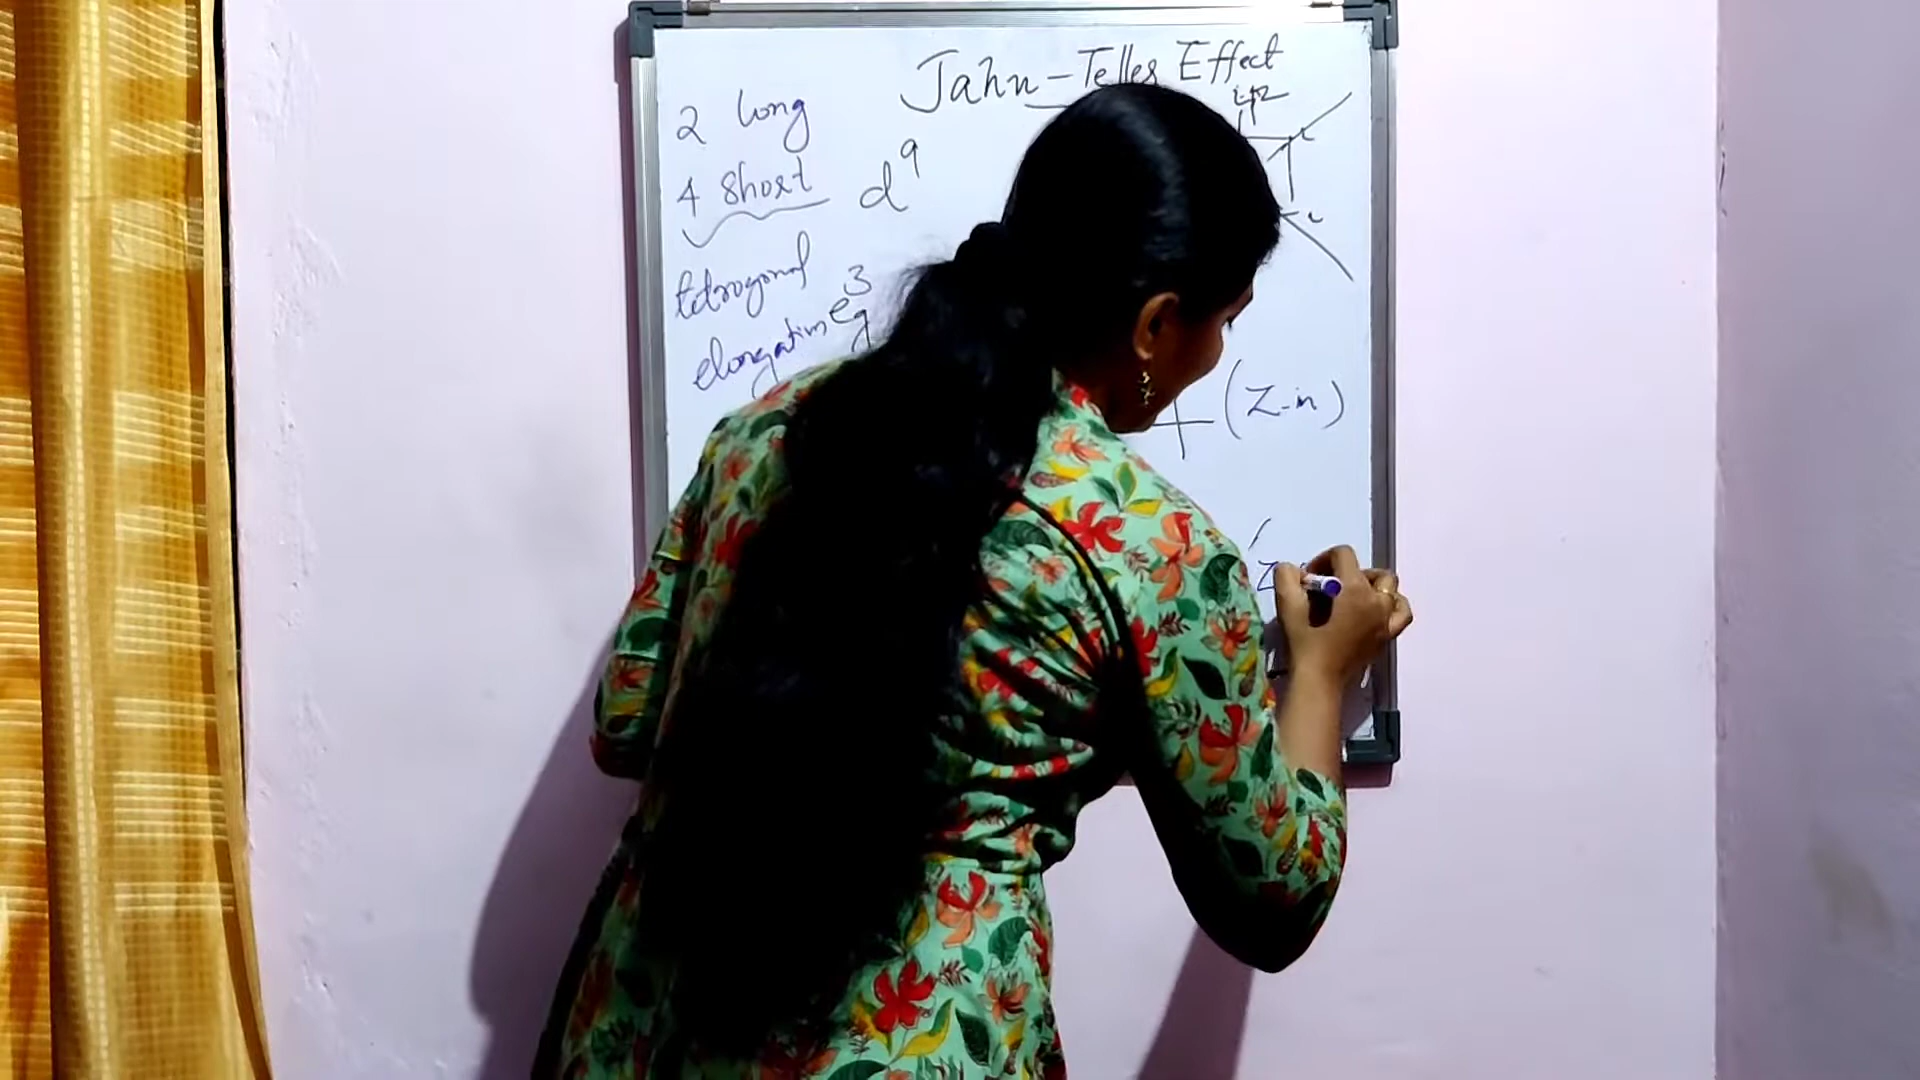 Jahn-Teller Effect
2 long
4 Short
d9
tetragonal
elongation
eg3
(Z-in)
Z